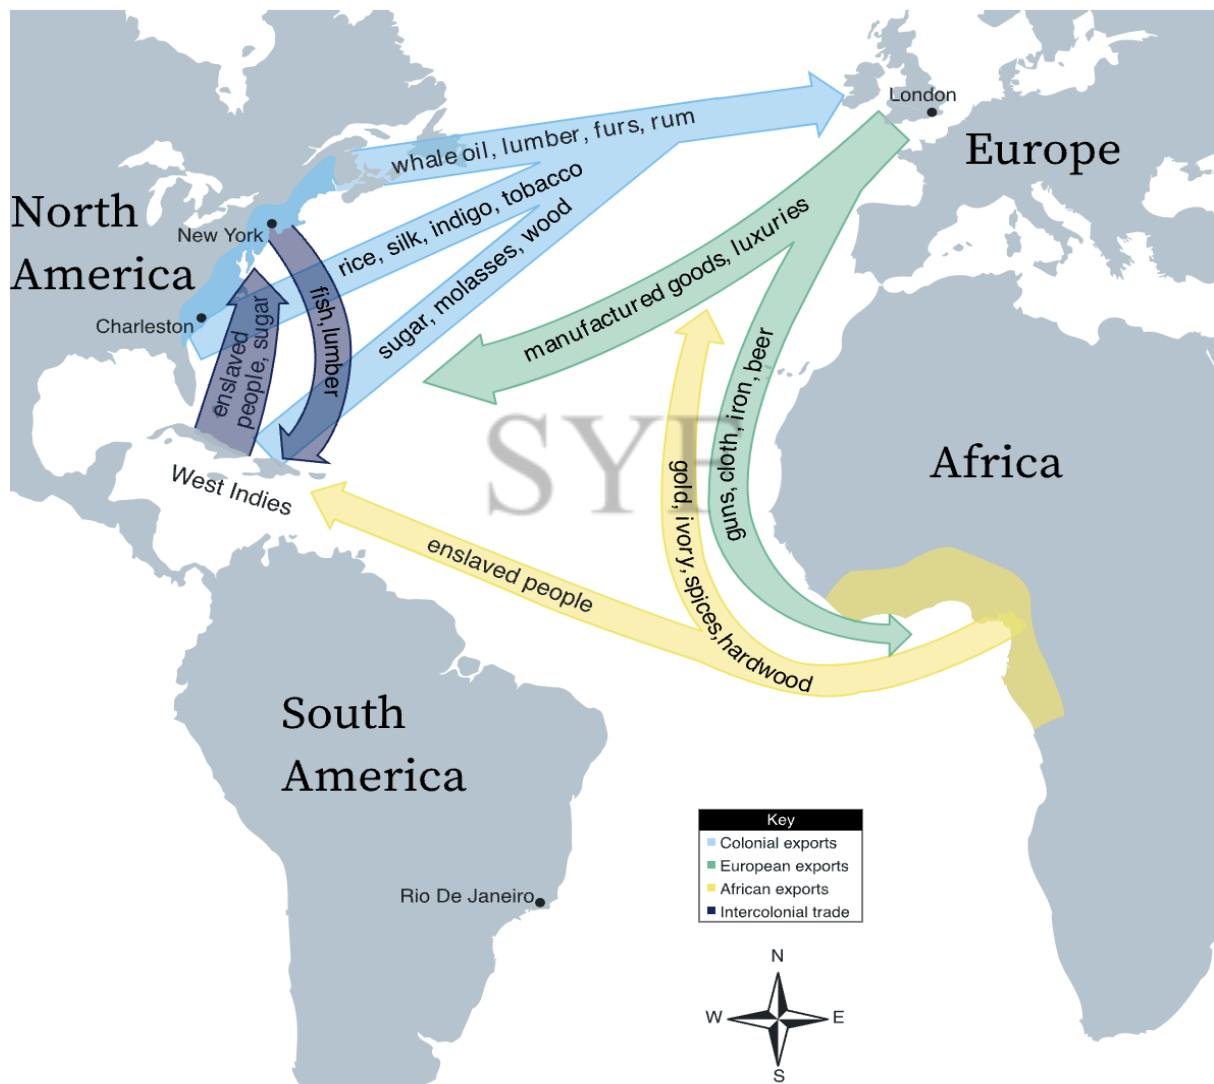 London
Europe
whale oil, lumber, furs, rum
rice, silk, indigo, tobacco
sugar, molasses, wood
North
America
New York
Charleston
fish, lumber
enslaved
people, sugar
manufactured goods, luxuries
guns, cloth, iron, beer
gold, ivory, spices, hardwood
SYF
Africa
West Indies
enslaved people
South
America
Rio De Janeiro
Key
Colonial exports
European exports
African exports
Intercolonial trade
N
W
E
S